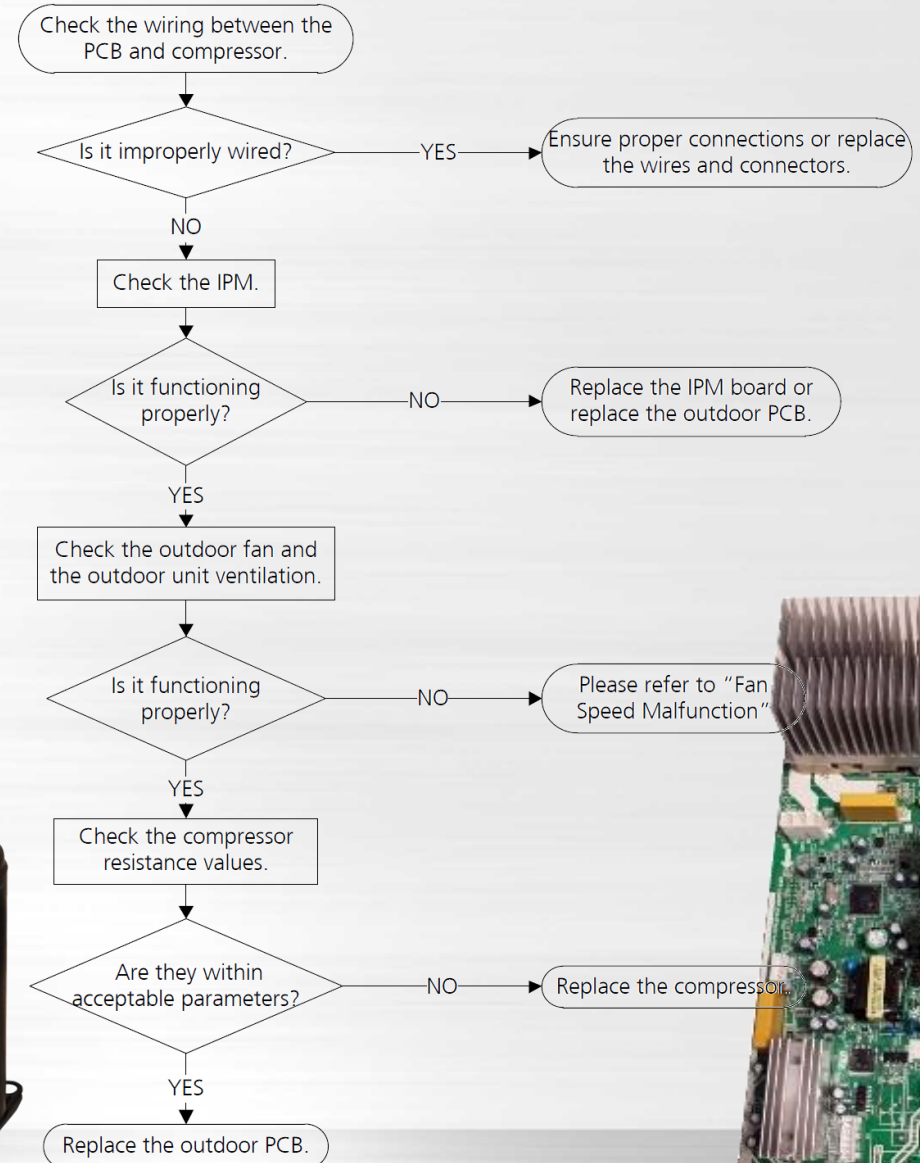 Check the wiring between the
PCB and compressor.
Is it improperly wired?
YES
Ensure proper connections or replace
the wires and connectors.
NO
Check the IPM.
Is it functioning
properly?
NO
Replace the IPM board or
replace the outdoor PCB.
YES
Check the outdoor fan and
the outdoor unit ventilation.
Is it functioning
properly?
NO
Please refer to “Fan
Speed Malfunction”
YES
Check the compressor
resistance values.
Are they within
acceptable parameters?
NO
Replace the compressor.
YES
Replace the outdoor PCB.